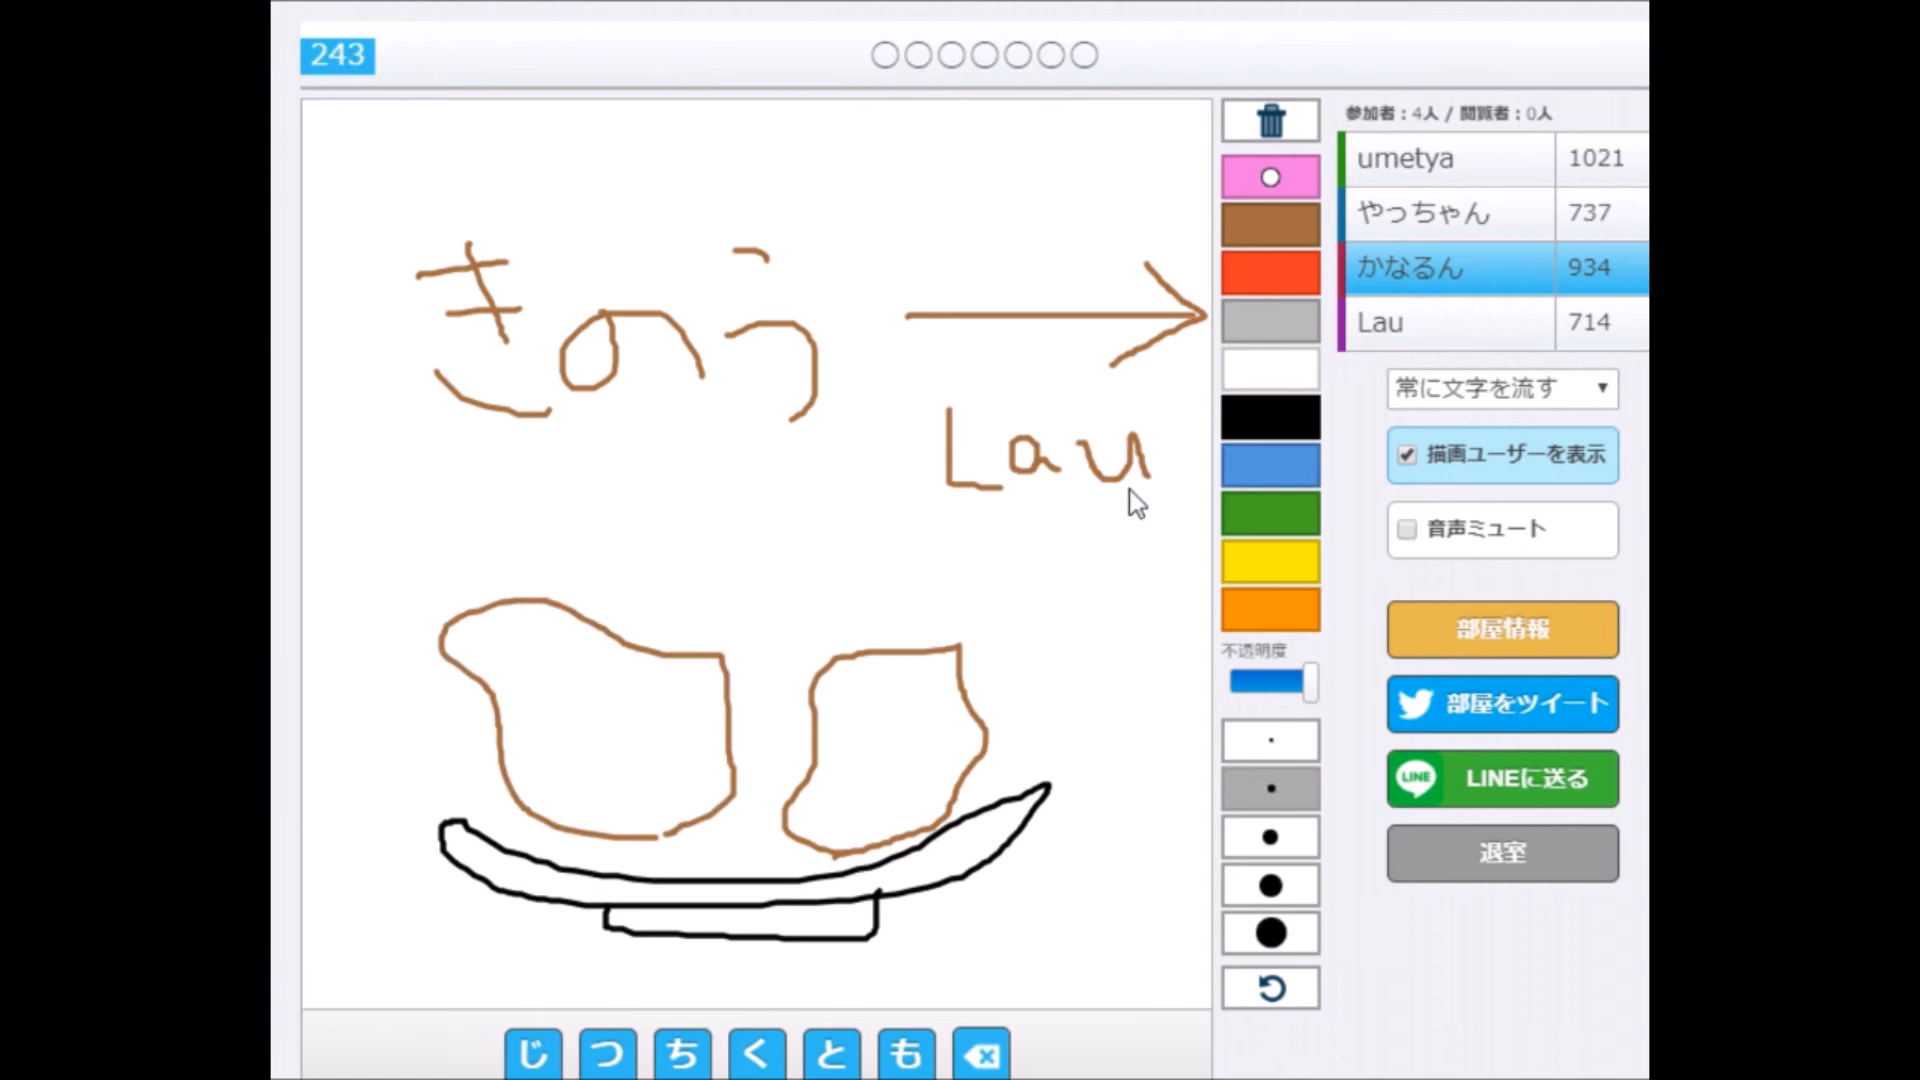 243
○○○○○○○
参加者：4人 / 閲覧者：0人
umetya 1021
やっちゃん 737
かなるん 934
Lau 714
きのう
Lau
常に文字を流す
描画ユーザーを表示
音声ミュート
不透明度
部屋情報
部屋をツイート
LINE LINEに送る
退室
じ つ ち く と も